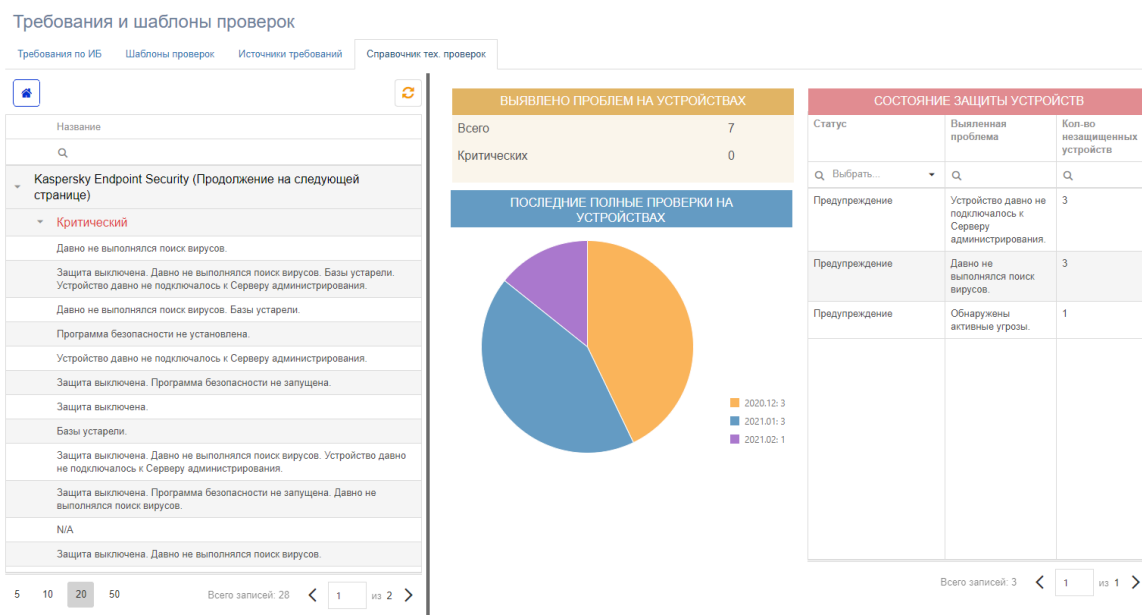 Требования и шаблоны проверок
Требования по ИБ
Шаблоны проверок
Источники требований
Справочник тех. проверок
Название
Kaspersky Endpoint Security (Продолжение на следующей
странице)
Критический
Давно не выполнялся поиск вирусов.
Защита выключена. Давно не выполнялся поиск вирусов. Базы устарели.
Устройство давно не подключалось к Серверу администрирования.
Давно не выполнялся поиск вирусов. Базы устарели.
Программа безопасности не установлена.
Устройство давно не подключалось к Серверу администрирования.
Защита выключена. Программа безопасности не запущена.
Защита выключена.
Базы устарели.
Защита выключена. Давно не выполнялся поиск вирусов. Устройство давно
не подключалось к Серверу администрирования.
Защита выключена. Программа безопасности не запущена. Давно не
выполнялся поиск вирусов.
N/A
Защита выключена. Давно не выполнялся поиск вирусов.
5 10 20 50
Всего записей: 28
1 из 2
ВЫЯВЛЕНО ПРОБЛЕМ НА УСТРОЙСТВАХ
Всего 7
Критических 0
ПОСЛЕДНИЕ ПОЛНЫЕ ПРОВЕРКИ НА
УСТРОЙСТВАХ
2020.12: 3
2021.01: 3
2021.02: 1
СОСТОЯНИЕ ЗАЩИТЫ УСТРОЙСТВ
Статус
Выяленная
проблема
Кол-во
незащищенных
устройств
Выбрать...
Предупреждение
Устройство давно не
подключалось к
Серверу
администрирования.
3
Предупреждение
Давно не
выполнялся поиск
вирусов.
3
Предупреждение
Обнаружены
активные угрозы.
1
Всего записей: 3
1 из 1